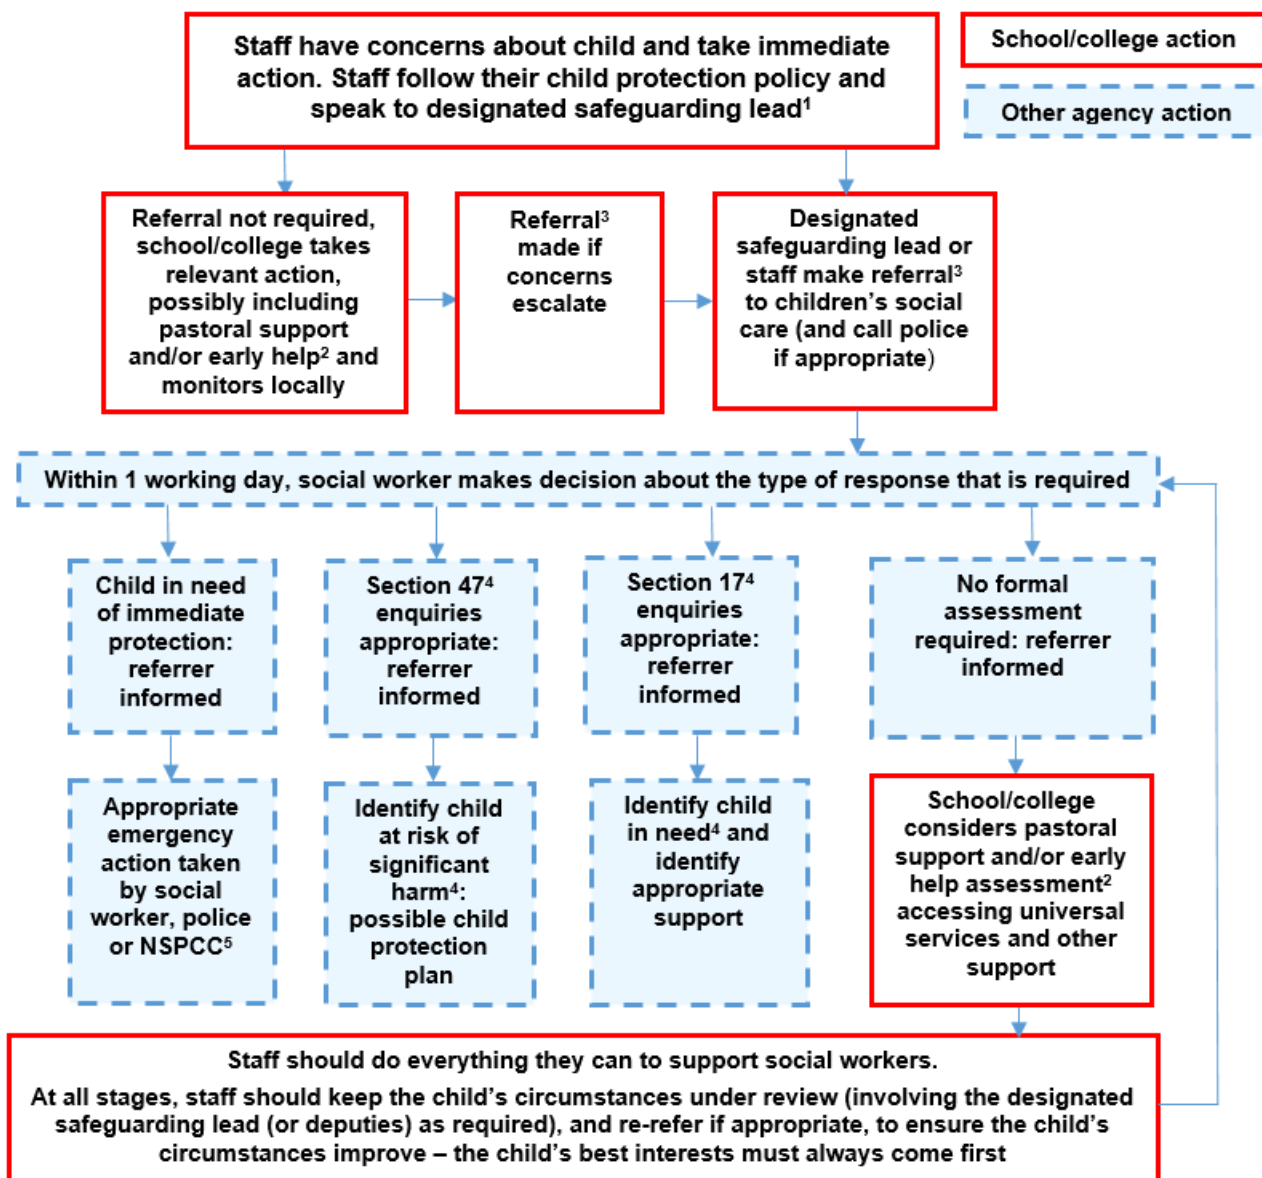 Staff have concerns about child and take immediate
action. Staff follow their child protection policy and
speak to designated safeguarding lead¹
School/college action
Other agency action
Referral not required,
school/college takes
relevant action,
possibly including
pastoral support
and/or early help² and
monitors locally
Referral³
made if
concerns
escalate
Designated
safeguarding lead or
staff make referral³
to children’s social
care (and call police
if appropriate)
Within 1 working day, social worker makes decision about the type of response that is required
Child in need
of immediate
protection:
referrer
informed
Section 47⁴
enquiries
appropriate:
referrer
informed
Section 17⁴
enquiries
appropriate:
referrer
informed
No formal
assessment
required: referrer
informed
Appropriate
emergency
action taken
by social
worker, police
or NSPCC⁵
Identify child
at risk of
significant
harm⁴:
possible child
protection
plan
Identify child
in need⁴ and
identify
appropriate
support
School/college
considers pastoral
support and/or early
help assessment²
accessing universal
services and other
support
Staff should do everything they can to support social workers.
At all stages, staff should keep the child’s circumstances under review (involving the designated
safeguarding lead (or deputies) as required), and re-refer if appropriate, to ensure the child’s
circumstances improve – the child’s best interests must always come first